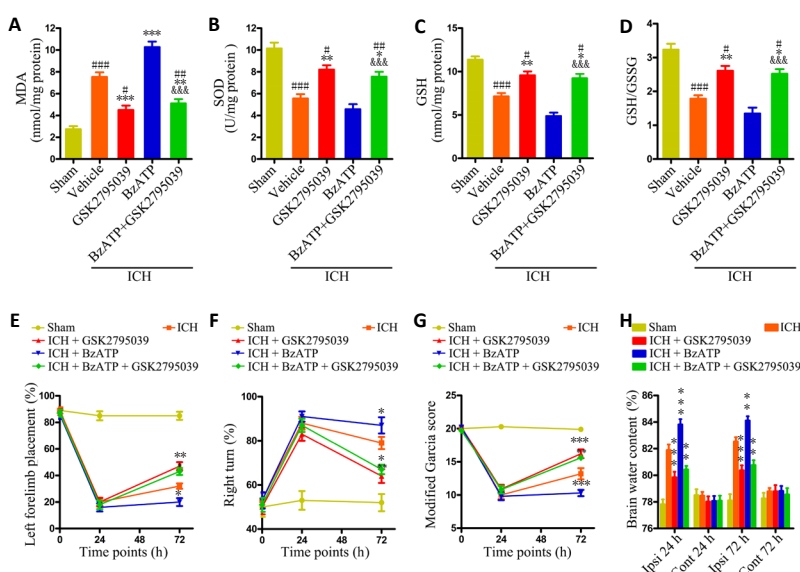 A
MDA
(nmol/mg protein)
12
10
8
6
4
2
0
###
#
***
***
##
**
&&&
Sham
Vehicle
GSK2795039
BzATP
BzATP+GSK2795039
ICH
B
SOD
(U/mg protein )
12
10
8
6
4
2
0
###
#
**
##
*
&&&
Sham
Vehicle
GSK2795039
BzATP
BzATP+GSK2795039
ICH
C
GSH
(nmol/mg protein)
15
10
5
0
###
#
**
#
*
&&&
Sham
Vehicle
GSK2795039
BzATP
BzATP+GSK2795039
ICH
D
GSH/GSSG
4
3
2
1
0
###
#
**
#
*
&&&
Sham
Vehicle
GSK2795039
BzATP
BzATP+GSK2795039
ICH
E
Sham
ICH
ICH + GSK2795039
ICH + BzATP
ICH + BzATP + GSK2795039
Left forelimb placement (%)
100
80
60
40
20
0
**
*
0 24 48 72
Time points (h)
F
Sham
ICH
ICH + GSK2795039
ICH + BzATP
ICH + BzATP + GSK2795039
Right turn (%)
100
80
60
40
*
*
**
0 24 48 72
Time points (h)
G
Sham
ICH
ICH + GSK2795039
ICH + BzATP
ICH + BzATP + GSK2795039
Modified Garcia score
25
20
15
10
5
***
***
0 24 48 72
Time points (h)
H
Sham
ICH
ICH + GSK2795039
ICH + BzATP
ICH + BzATP + GSK2795039
Brain water content (%)
86
84
82
80
78
76
***
***
**
***
***
**
Ipsi 24 h
Cont 24 h
Ipsi 72 h
Cont 72 h